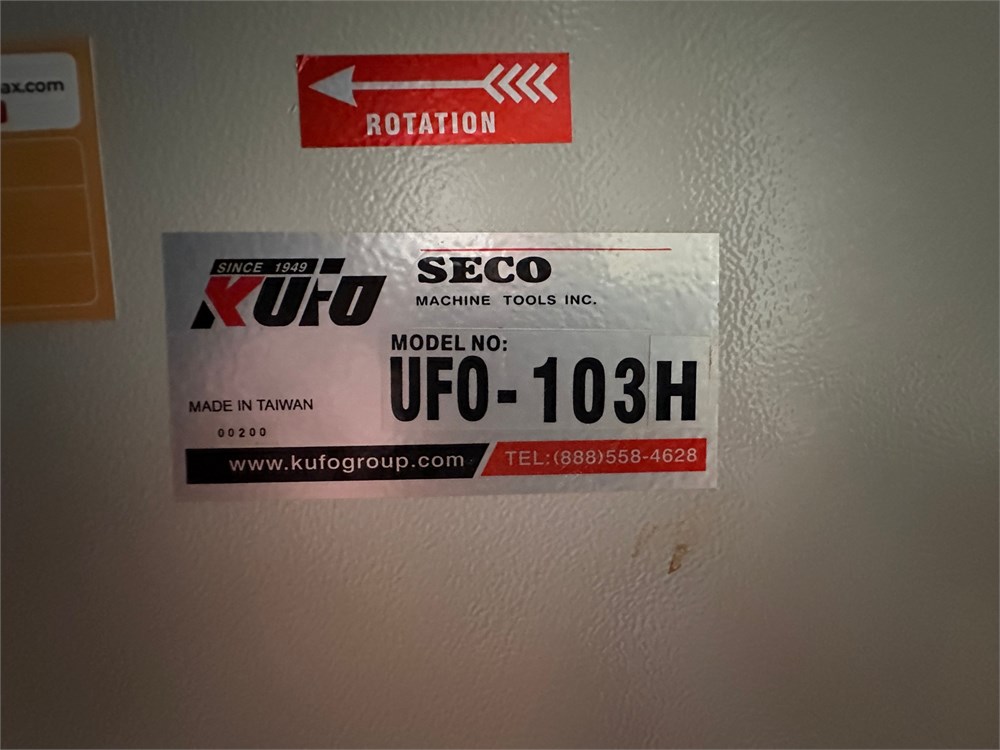 ax.com
ROTATION
SINCE 1949
KUFO
SECO
MACHINE TOOLS INC.
MODEL NO:
UFO-103H
MADE IN TAIWAN
00200
www.kufogroup.com
TEL:(888)558-4628